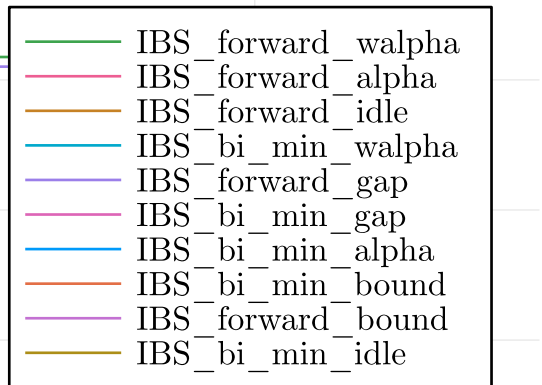 IBS_forward_walpha
IBS_forward_alpha
IBS_forward_idle
IBS_bi_min_walpha
IBS_forward_gap
IBS_bi_min_gap
IBS_bi_min_alpha
IBS_bi_min_bound
IBS_forward_bound
IBS_bi_min_idle